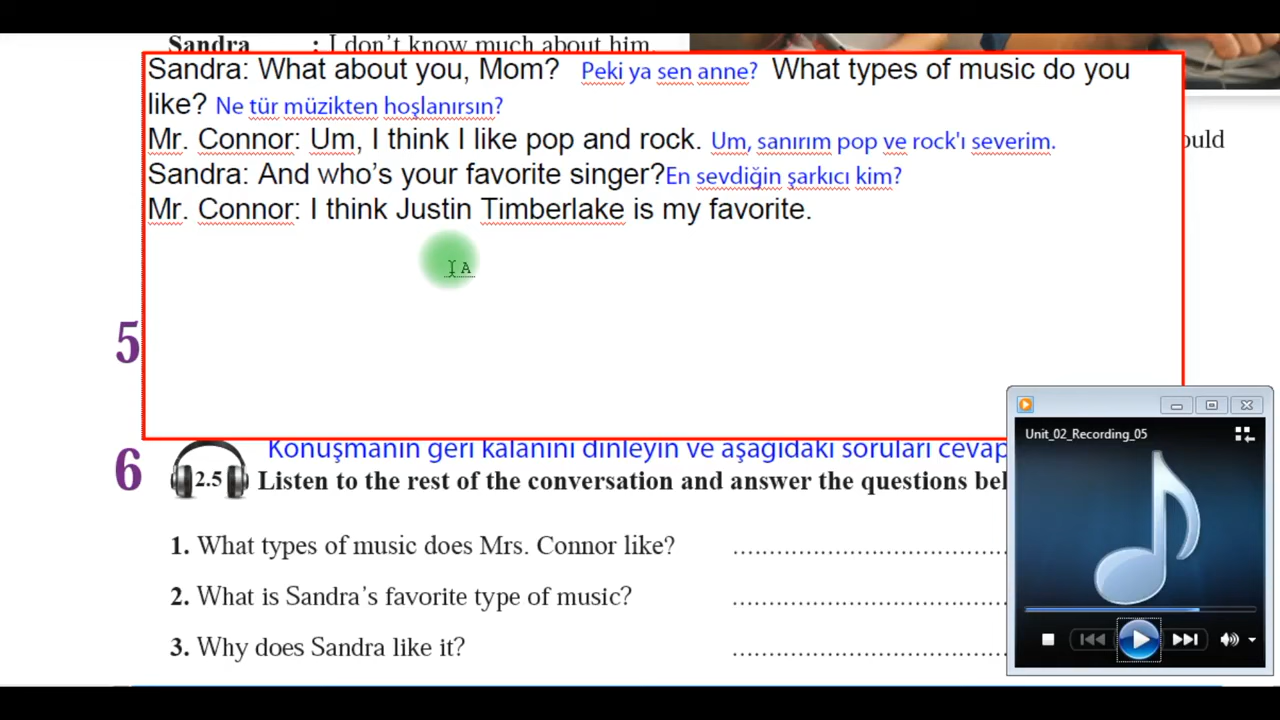 Sandra : I don't know much about him.
Sandra: What about you, Mom? Peki ya sen anne? What types of music do you
like? Ne tür müzikten hoşlanırsın?
Mr. Connor: Um, I think I like pop and rock. Um, sanırım pop ve rock'ı severim.
ould
Sandra: And who's your favorite singer?En sevdiğin şarkıcı kim?
Mr. Connor: I think Justin Timberlake is my favorite.
A
5
Unit_02_Recording_05
Konuşmanın geri kalanını dinleyin ve aşağıdaki soruları cevap
6 2.5 Listen to the rest of the conversation and answer the questions bel
1. What types of music does Mrs. Connor like? ......................................
2. What is Sandra's favorite type of music? ......................................
3. Why does Sandra like it? ......................................